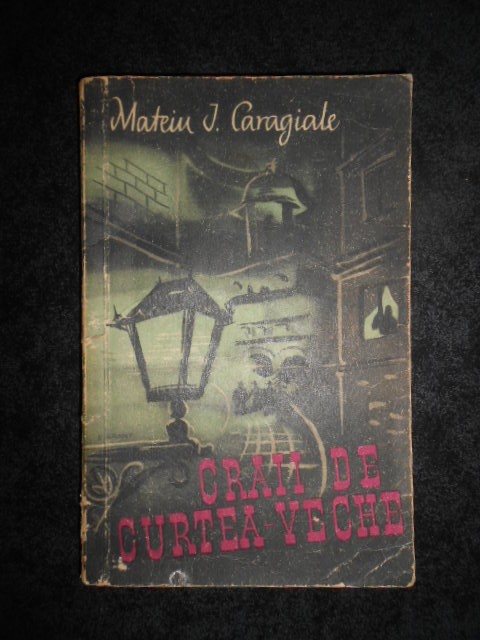 Mateiu J. Caragiale
CRAII DE
CURTEA-VECHE